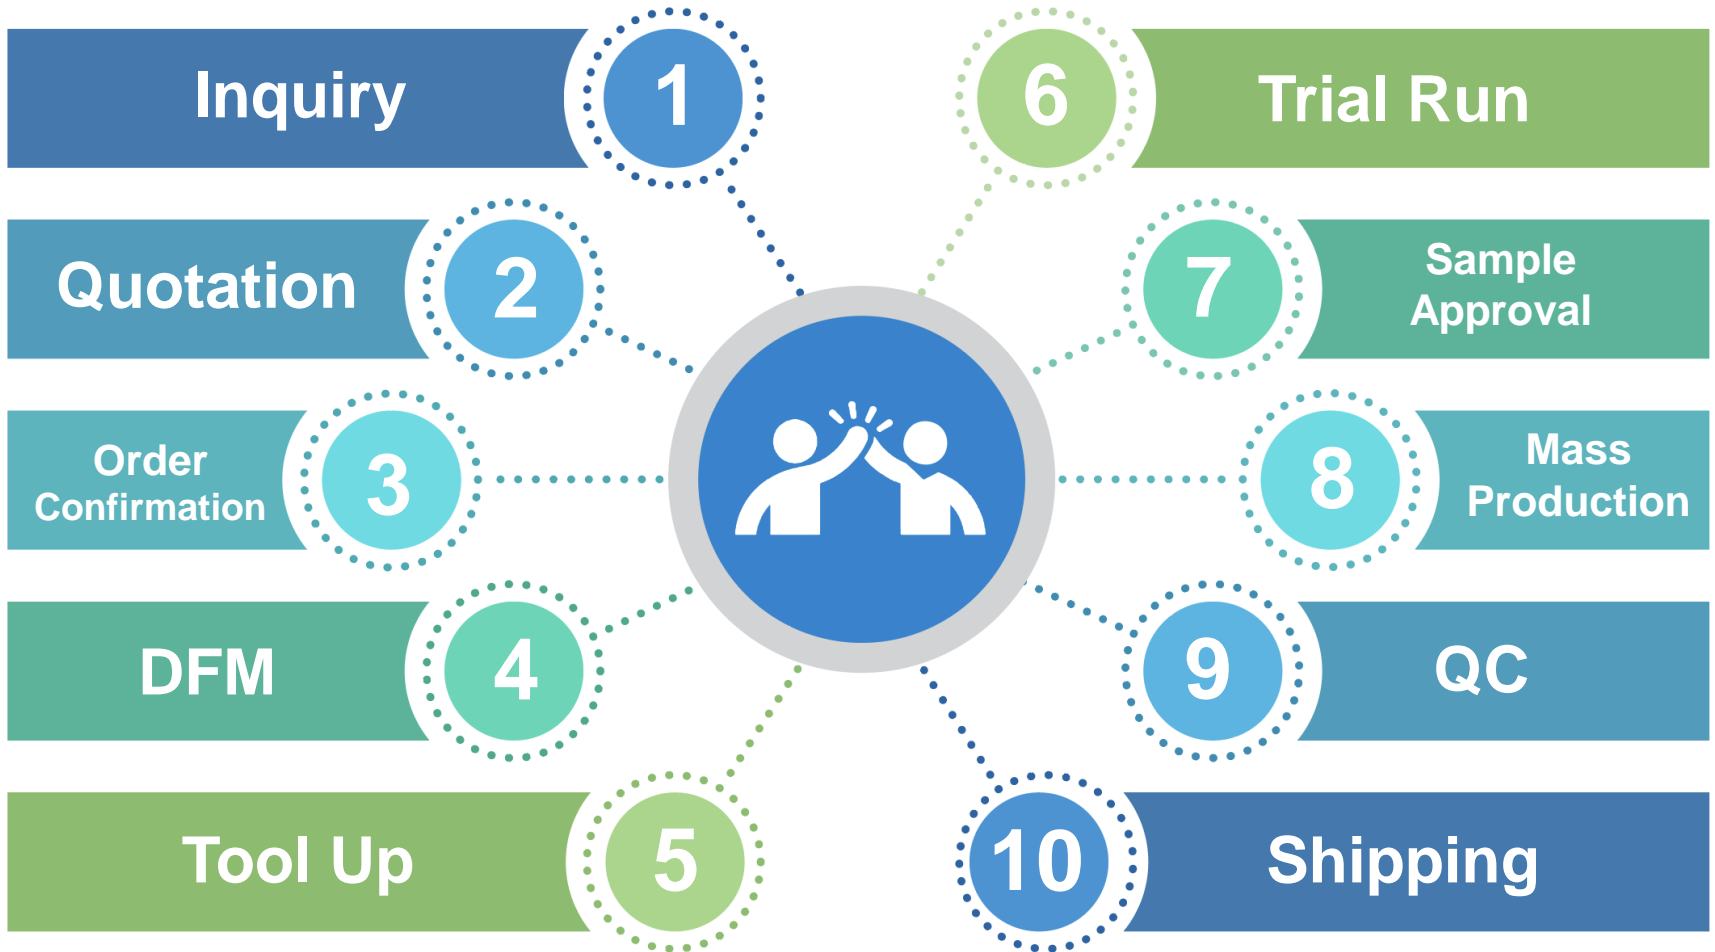 Inquiry
1
Quotation
2
Order
Confirmation
3
DFM
4
Tool Up
5
6
Trial Run
7
Sample
Approval
8
Mass
Production
9
QC
10
Shipping